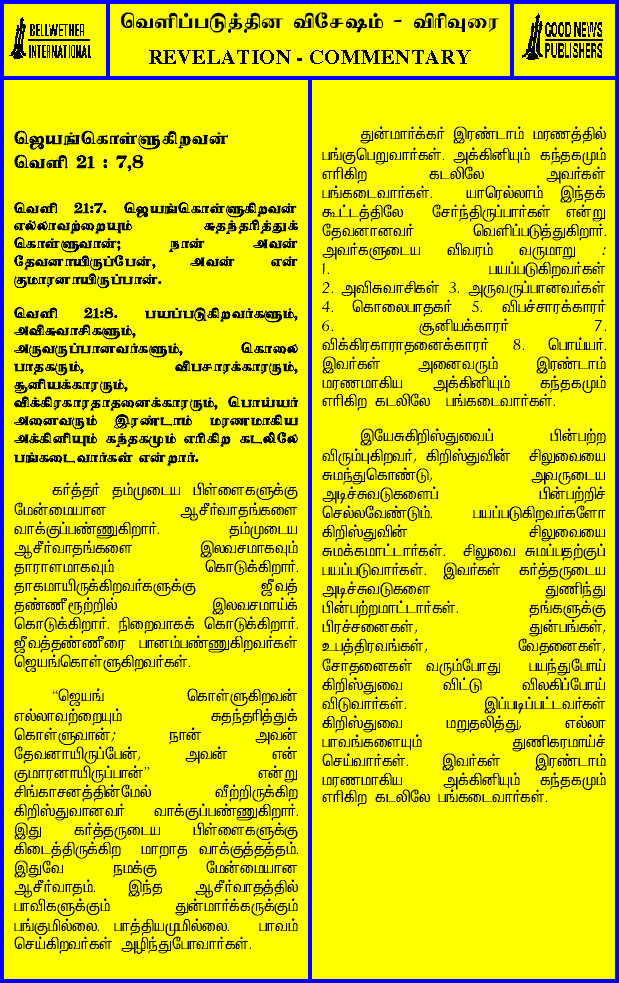 BELLWETHER
INTERNATIONAL
வெளிப்படுத்தின விசேஷம் - விரிவுரை
REVELATION - COMMENTARY
GOOD NEWS
PUBLISHERS
ஜெயங்கொள்ளுகிறவன்
வெளி 21 : 7,8
வெளி 21:7. ஜெயங்கொள்ளுகிறவன்
எல்லாவற்றையும் சுதந்தரித்துக்
கொள்ளுவான்; நான் அவன்
தேவனாயிருப்பேன், அவன் என்
குமாரனாயிருப்பான்.
வெளி 21:8. பயப்படுகிறவர்களும்,
அவிசுவாசிகளும்,
அருவருப்பானவர்களும், கொலை
பாதகரும், விபசாரக்காரரும்,
சூனியக்காரரும்,
விக்கிரகாரதாதனைக்காரரும், பொய்யர்
அனைவரும் இரண்டாம் மரணமாகிய
அக்கினியும் கந்தகமும் எரிகிற கடலிலே
பங்கடைவார்கள் என்றார்.
கர்த்தர் தம்முடைய பிள்ளைகளுக்கு
மேன்மையான ஆசீர்வாதங்களை
வாக்குப்பண்ணுகிறார். தம்முடைய
ஆசீர்வாதங்களை இலவசமாகவும்
தாராளமாகவும் கொடுக்கிறார்.
தாகமாயிருக்கிறவர்களுக்கு ஜீவத்
தண்ணீரூற்றில் இலவசமாய்க்
கொடுக்கிறார். நிறைவாகக் கொடுக்கிறார்.
ஜீவத்தண்ணீரை பானம்பண்ணுகிறவர்கள்
ஜெயங்கொள்ளுகிறவர்கள்.
“ஜெயங் கொள்ளுகிறவன்
எல்லாவற்றையும் சுதந்தரித்துக்
கொள்ளுவான்; நான் அவன்
தேவனாயிருப்பேன், அவன் என்
குமாரனாயிருப்பான்” என்று
சிங்காசனத்தின்மேல் வீற்றிருக்கிற
கிறிஸ்துவானவர் வாக்குப்பண்ணுகிறார்.
இது கர்த்தருடைய பிள்ளைகளுக்கு
கிடைத்திருக்கிற மாறாத வாக்குத்தத்தம்.
இதுவே நமக்கு மேன்மையான
ஆசீர்வாதம். இந்த ஆசீர்வாதத்தில்
பாவிகளுக்கும் துன்மார்க்கருக்கும்
பங்குமில்லை. பாத்தியமுமில்லை. பாவம்
செய்கிறவர்கள் அழிந்துபோவார்கள்.
துன்மார்க்கர் இரண்டாம் மரணத்தில்
பங்குபெறுவார்கள். அக்கினியும் கந்தகமும்
எரிகிற கடலிலே அவர்கள்
பங்கடைவார்கள். யாரெல்லாம் இந்தக்
கூட்டத்திலே சேர்ந்திருப்பார்கள் என்று
தேவனானவர் வெளிப்படுத்துகிறார்.
அவர்களுடைய விவரம் வருமாறு :
1. பயப்படுகிறவர்கள்
2. அவிசுவாசிகள் 3. அருவருப்பானவர்கள்
4. கொலைபாதகர் 5. விபச்சாரக்காரர்
6. சூனியக்காரர் 7.
விக்கிரகாராதனைக்காரர் 8. பொய்யர்.
இவர்கள் அனைவரும் இரண்டாம்
மரணமாகிய அக்கினியும் கந்தகமும்
எரிகிற கடலிலே பங்கடைவார்கள்.
இயேசுகிறிஸ்துவைப் பின்பற்ற
விரும்புகிறவர், கிறிஸ்துவின் சிலுவையை
சுமந்துகொண்டு, அவருடைய
அடிச்சுவடுகளைப் பின்பற்றிச்
செல்லவேண்டும். பயப்படுகிறவர்களோ
கிறிஸ்துவின் சிலுவையை
சுமக்கமாட்டார்கள். சிலுவை சுமப்பதற்குப்
பயப்படுவார்கள். இவர்கள் கர்த்தருடைய
அடிச்சுவடுகளை துணிந்து
பின்பற்றமாட்டார்கள். தங்களுக்கு
பிரச்சனைகள், துன்பங்கள்,
உபத்திரவங்கள், வேதனைகள்,
சோதனைகள் வரும்போது பயந்துபோய்
கிறிஸ்துவை விட்டு விலகிப்போய்
விடுவார்கள். இப்படிப்பட்டவர்கள்
கிறிஸ்துவை மறுதலித்து, எல்லா
பாவங்களையும் துணிகரமாய்ச்
செய்வார்கள். இவர்கள் இரண்டாம்
மரணமாகிய அக்கினியும் கந்தகமும்
எரிகிற கடலிலே பங்கடைவார்கள்.